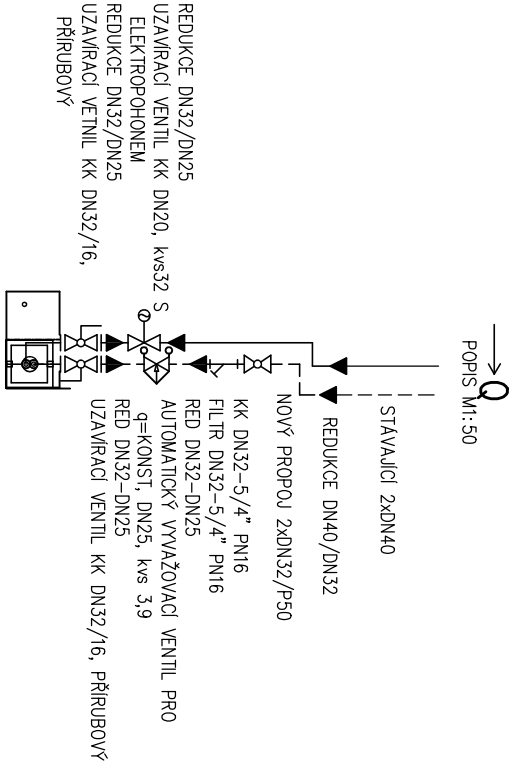 Q
POPIS M1:50
STÁVAJÍCÍ 2xDN40
REDUKCE DN40/DN32
NOVÝ PROPOJ 2xDN32/P50
KK DN32-5/4" PN16
FILTR DN32-5/4" PN16
RED DN32-DN25
AUTOMATICKÝ VYVAŽOVACÍ VENTIL PRO
q=KONST, DN25, kvs 3,9
RED DN32-DN25
UZAVÍRACÍ VENTIL KK DN32/16, PŘÍRUBOVÝ
REDUKCE DN32/DN25
UZAVÍRACÍ VENTIL KK DN20, kvs32 S
ELEKTROPOHONEM
REDUKCE DN32/DN25
UZAVÍRACÍ VETNIL KK DN32/16,
PŘÍRUBOVÝ